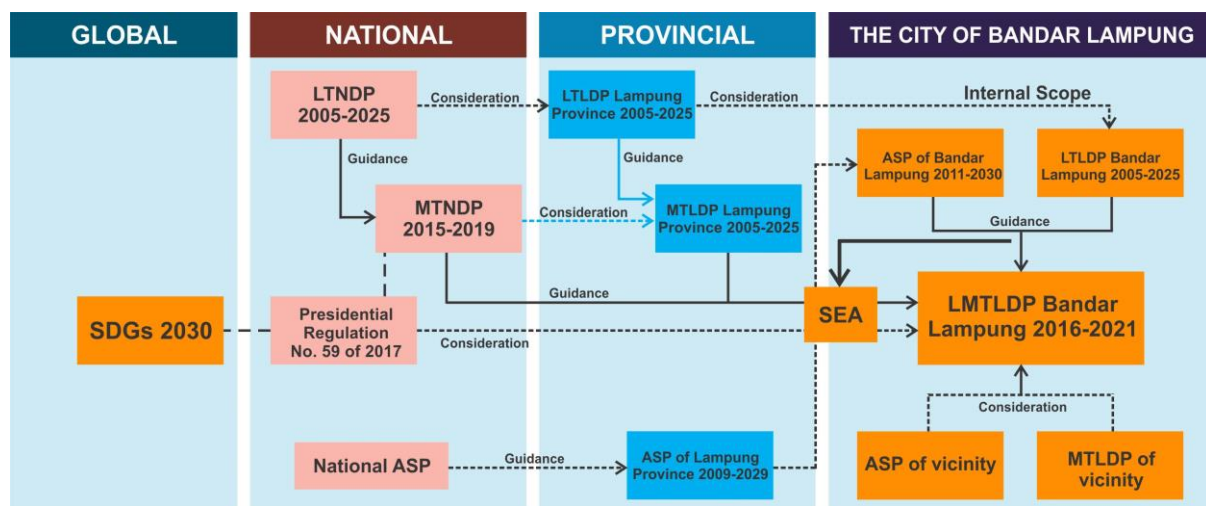 GLOBAL
NATIONAL
PROVINCIAL
THE CITY OF BANDAR LAMPUNG
LTNDP
2005-2025
Consideration
LTLDP Lampung
Province 2005-2025
Consideration
Internal Scope
Guidance
Guidance
ASP of Bandar
Lampung 2011-2030
LTLDP Bandar
Lampung 2005-2025
MTNDP
2015-2019
Consideration
MTLDP Lampung
Province 2005-2025
Guidance
SDGs 2030
Presidential
Regulation
No. 59 of 2017
Guidance
Consideration
SEA
LMTLDP Bandar
Lampung 2016-2021
Consideration
National ASP
Guidance
ASP of Lampung
Province 2009-2029
ASP of vicinity
MTLDP of
vicinity